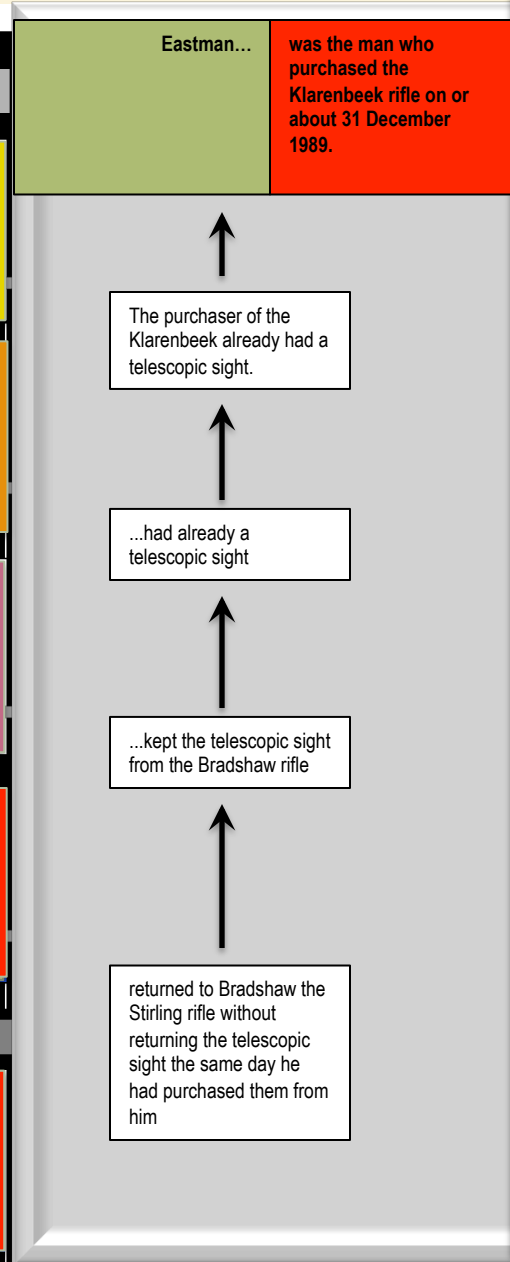 Eastman…
was the man who
purchased the
Klarenbeek rifle on or
about 31 December
1989.
The purchaser of the
Klarenbeek already had a
telescopic sight.
...had already a
telescopic sight
...kept the telescopic sight
from the Bradshaw rifle
returned to Bradshaw the
Stirling rifle without
returning the telescopic
sight the same day he
had purchased them from
him